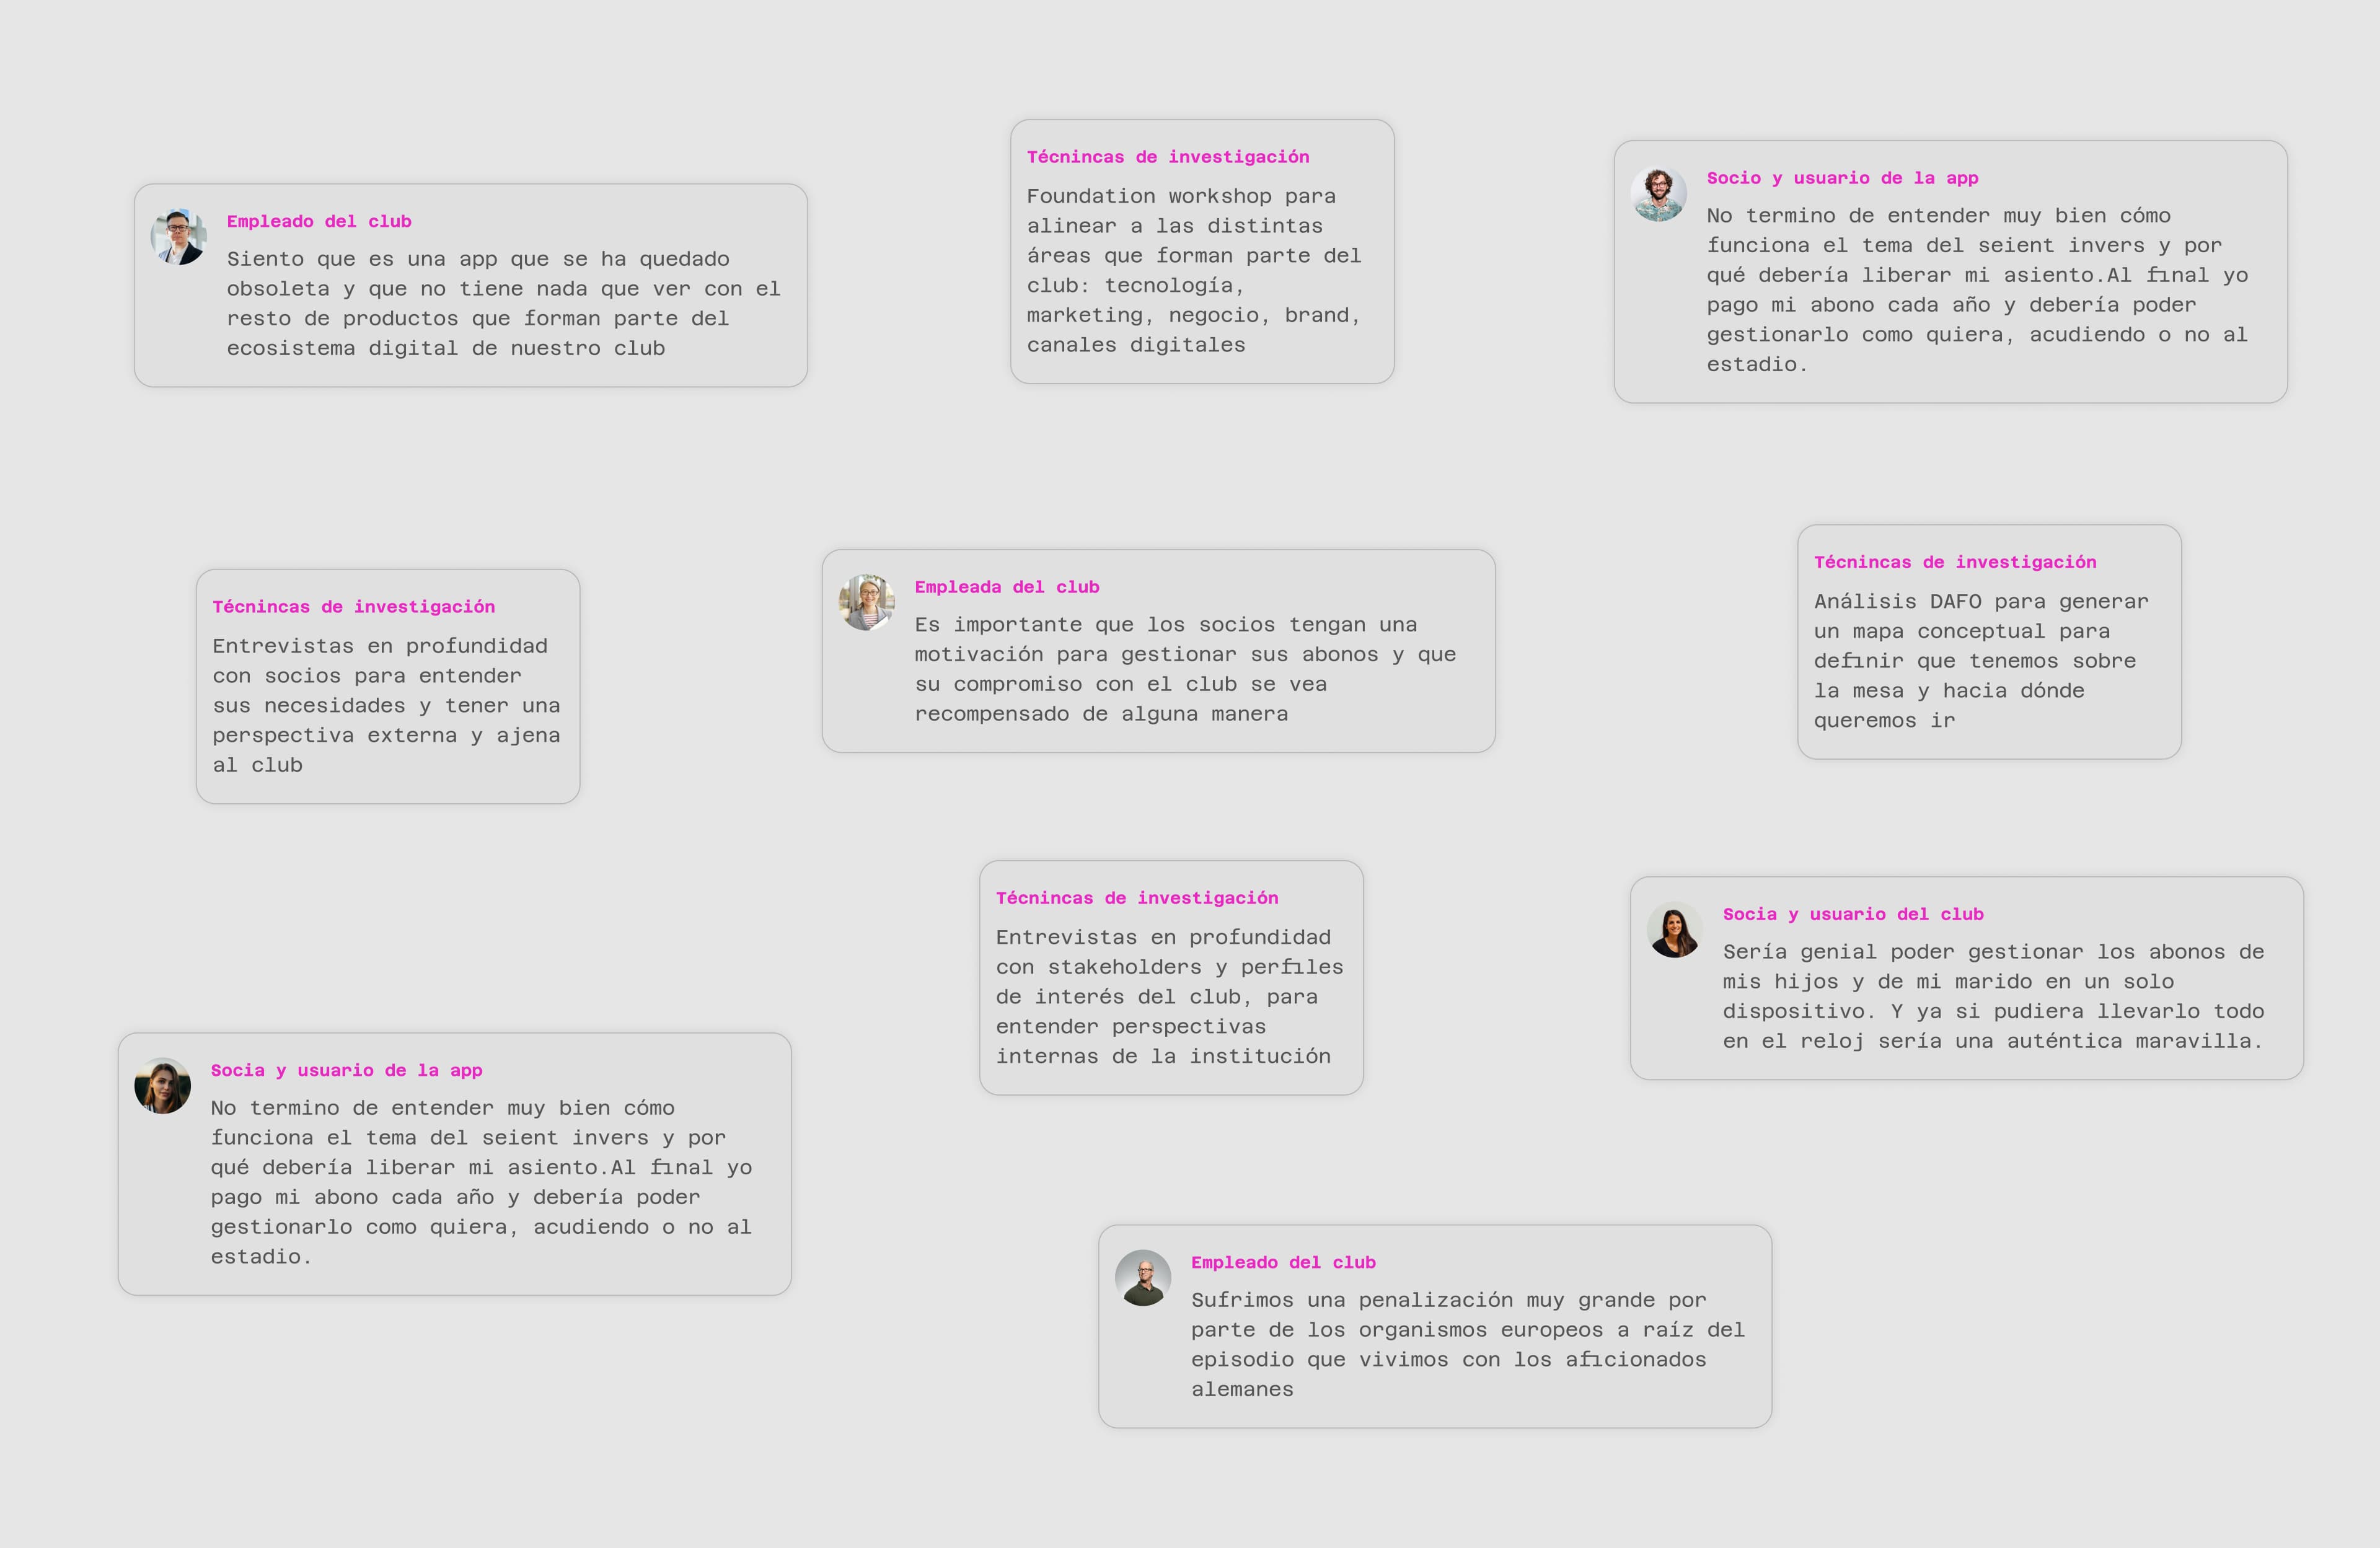 Empleado del club
Siento que es una app que se ha quedado
obsoleta y que no tiene nada que ver con el
resto de productos que forman parte del
ecosistema digital de nuestro club
Técnincas de investigación
Foundation workshop para
alinear a las distintas
áreas que forman parte del
club: tecnología,
marketing, negocio, brand,
canales digitales
Socio y usuario de la app
No termino de entender muy bien cómo
funciona el tema del seient invers y por
qué debería liberar mi asiento.Al final yo
pago mi abono cada año y debería poder
gestionarlo como quiera, acudiendo o no al
estadio.
Técnincas de investigación
Entrevistas en profundidad
con socios para entender
sus necesidades y tener una
perspectiva externa y ajena
al club
Empleada del club
Es importante que los socios tengan una
motivación para gestionar sus abonos y que
su compromiso con el club se vea
recompensado de alguna manera
Técnincas de investigación
Análisis DAFO para generar
un mapa conceptual para
definir que tenemos sobre
la mesa y hacia dónde
queremos ir
Técnincas de investigación
Entrevistas en profundidad
con stakeholders y perfiles
de interés del club, para
entender perspectivas
internas de la institución
Socia y usuario del club
Sería genial poder gestionar los abonos de
mis hijos y de mi marido en un solo
dispositivo. Y ya si pudiera llevarlo todo
en el reloj sería una auténtica maravilla.
Socia y usuario de la app
No termino de entender muy bien cómo
funciona el tema del seient invers y por
qué debería liberar mi asiento.Al final yo
pago mi abono cada año y debería poder
gestionarlo como quiera, acudiendo o no al
estadio.
Empleado del club
Sufrimos una penalización muy grande por
parte de los organismos europeos a raíz del
episodio que vivimos con los aficionados
alemanes